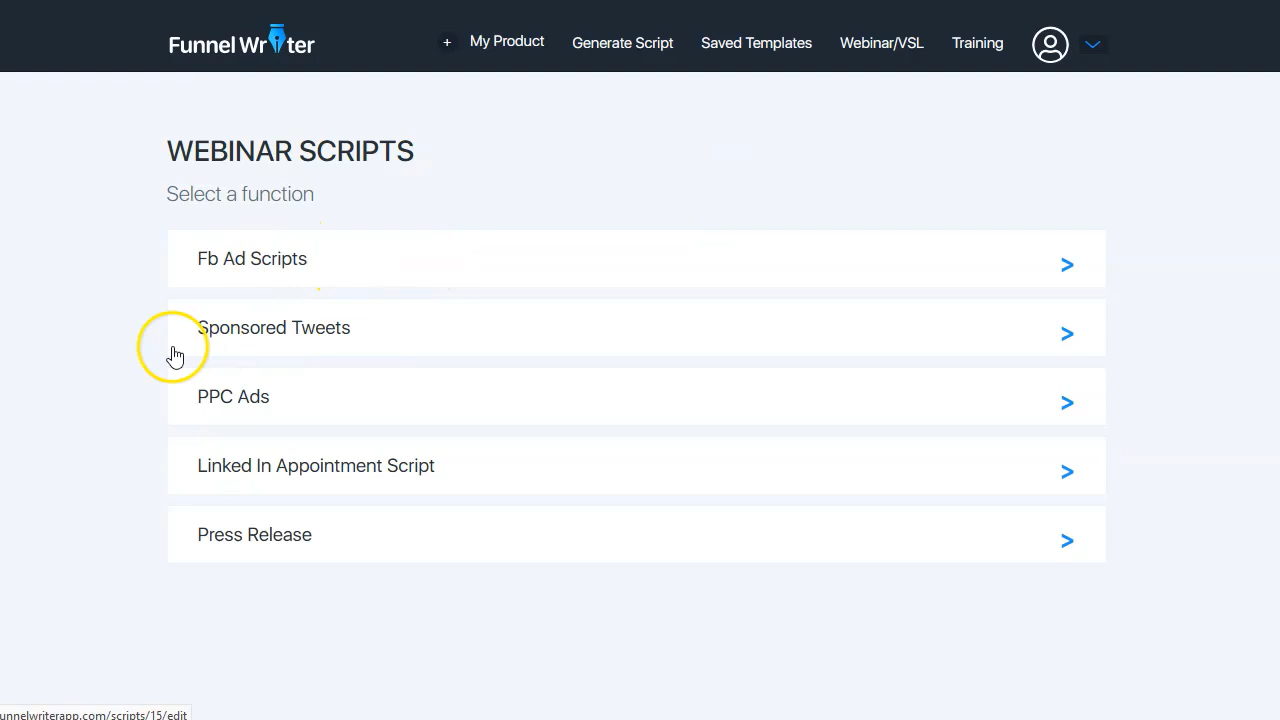 Funnel Writer
+ My Product Generate Script Saved Templates Webinar/VSL Training
WEBINAR SCRIPTS
Select a function
Fb Ad Scripts >
Sponsored Tweets >
PPC Ads >
Linked In Appointment Script >
Press Release >
unnelwriterapp.com/scripts/15/edit